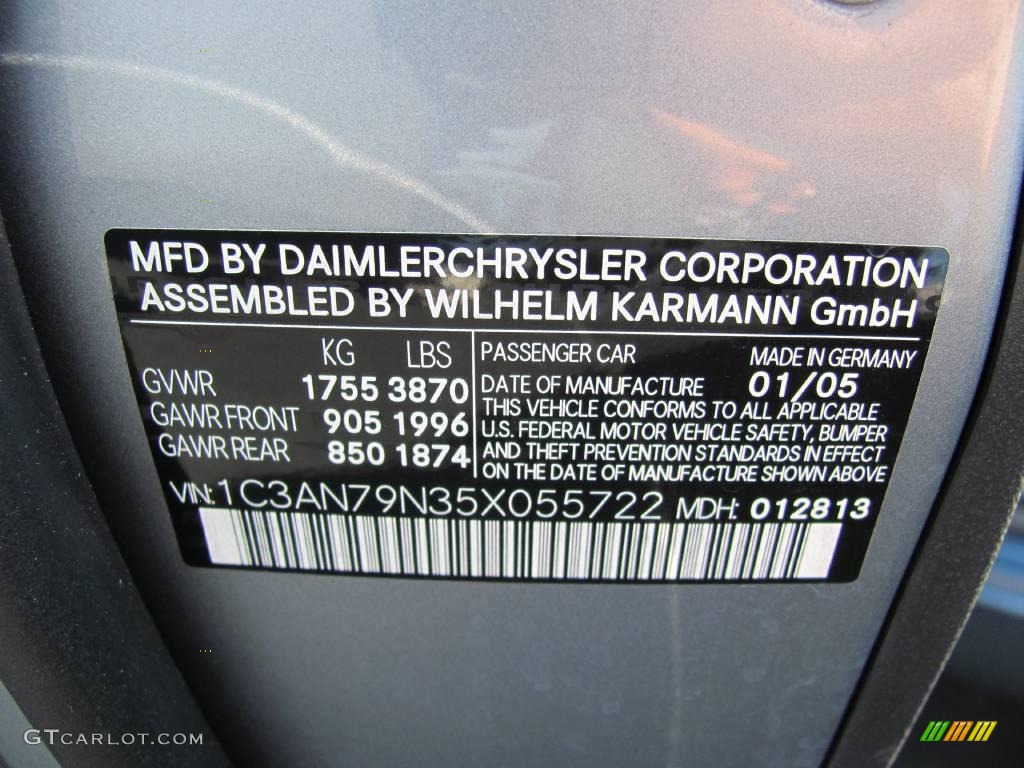 MFD BY DAIMLERCHRYSLER CORPORATION
ASSEMBLED BY WILHELM KARMANN GmbH
KG LBS
GVWR 1755 3870
GAWR FRONT 905 1996
GAWR REAR 850 1874
PASSENGER CAR MADE IN GERMANY
DATE OF MANUFACTURE 01/05
THIS VEHICLE CONFORMS TO ALL APPLICABLE
U.S. FEDERAL MOTOR VEHICLE SAFETY, BUMPER
AND THEFT PREVENTION STANDARDS IN EFFECT
ON THE DATE OF MANUFACTURE SHOWN ABOVE
VIN: 1C3AN79N35X055722 MDH: 012813
GTCARLOT.COM